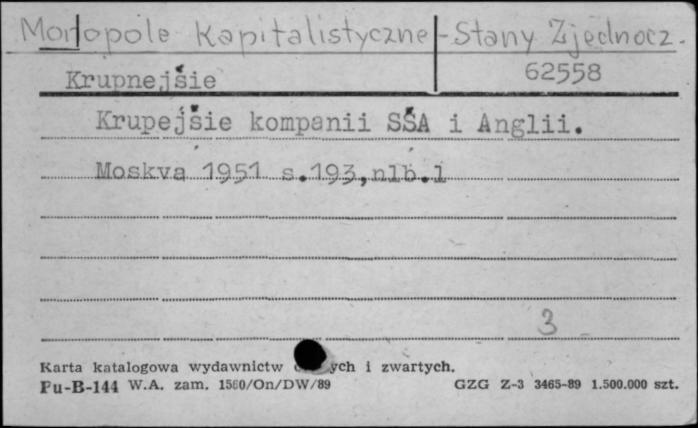 Monopole Kapitalistyczne - Stany Zjednocz.
Krupnejšie 62558
Krupejšie kompanii SŠA i Anglii.
Moskva 1951 s.193,nlb.1
3
Karta katalogowa wydawnictw ych i zwartych.
Pu-B-144 W.A. zam. 1560/On/DW/89 GZG Z-3 3465-89 1.500.000 szt.